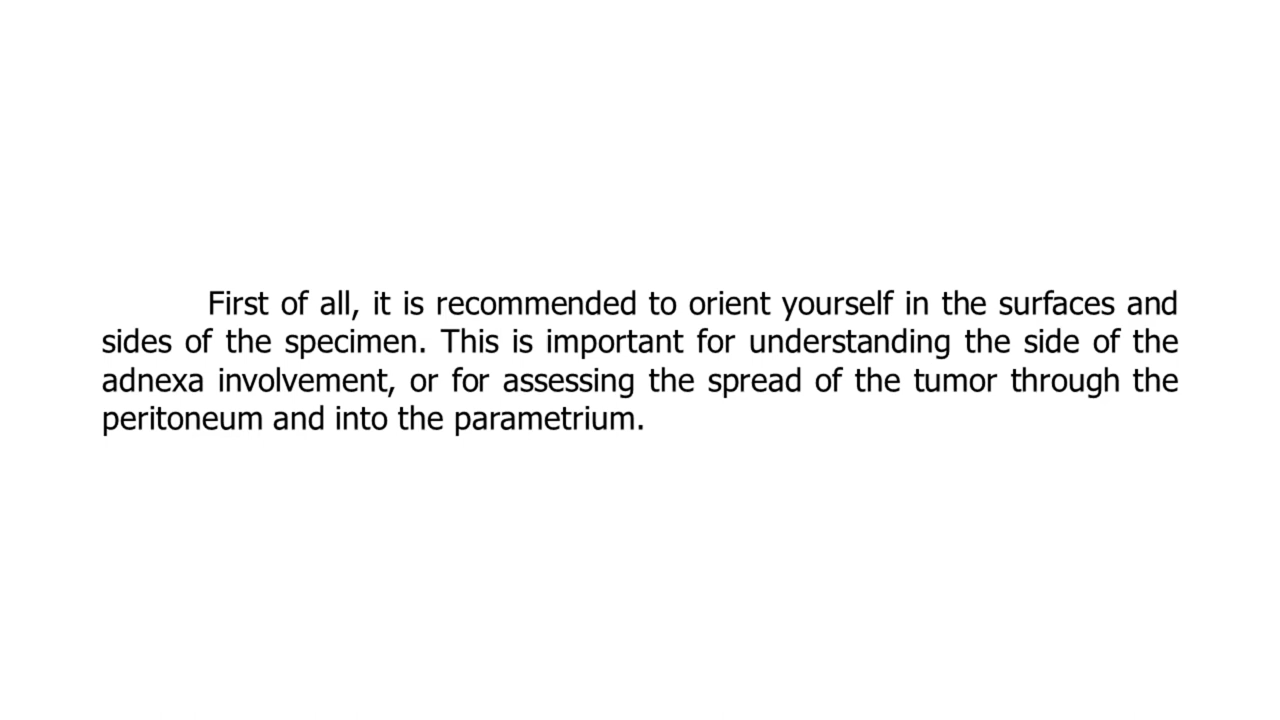 First of all, it is recommended to orient yourself in the surfaces and
sides of the specimen. This is important for understanding the side of the
adnexa involvement, or for assessing the spread of the tumor through the
peritoneum and into the parametrium.